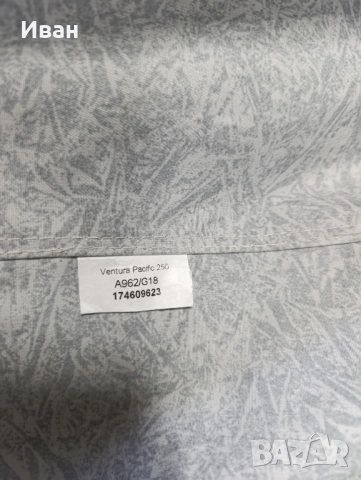 Иван
Ventura Pacific 250
A962/G18
174609623
BAZAR